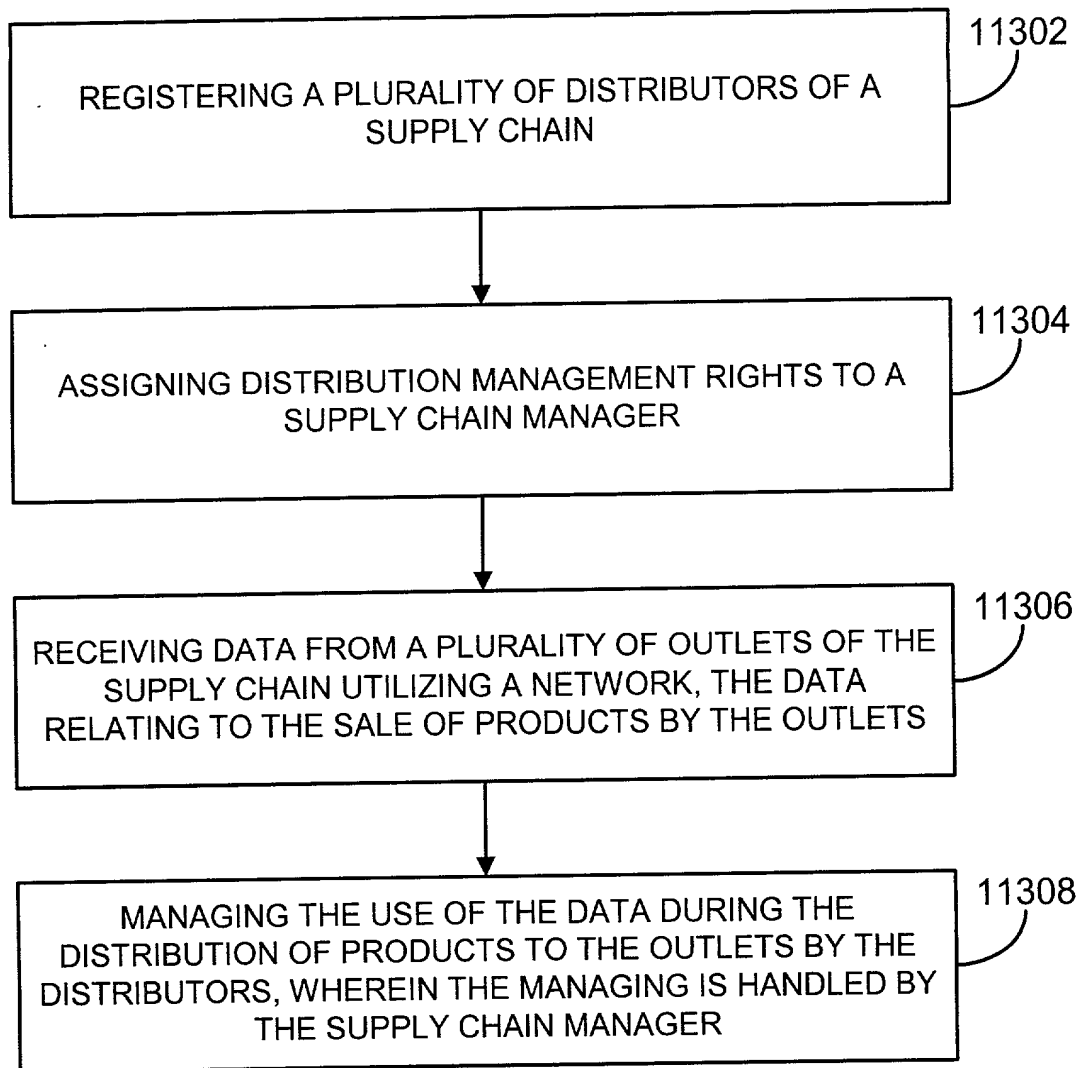 11302
REGISTERING A PLURALITY OF DISTRIBUTORS OF A
SUPPLY CHAIN
11304
ASSIGNING DISTRIBUTION MANAGEMENT RIGHTS TO A
SUPPLY CHAIN MANAGER
11306
RECEIVING DATA FROM A PLURALITY OF OUTLETS OF THE
SUPPLY CHAIN UTILIZING A NETWORK, THE DATA
RELATING TO THE SALE OF PRODUCTS BY THE OUTLETS
11308
MANAGING THE USE OF THE DATA DURING THE
DISTRIBUTION OF PRODUCTS TO THE OUTLETS BY THE
DISTRIBUTORS, WHEREIN THE MANAGING IS HANDLED BY
THE SUPPLY CHAIN MANAGER